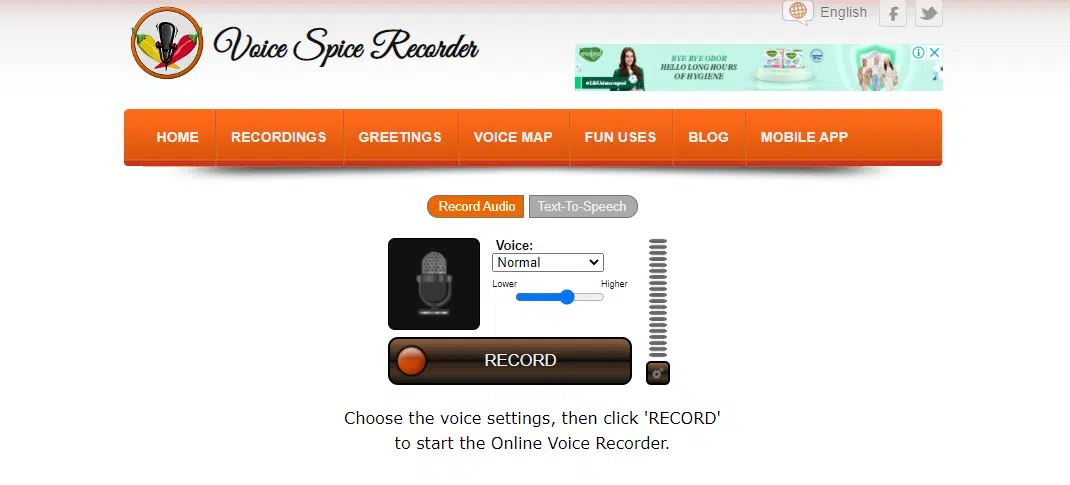 English
Voice Spice Recorder
BYE BYE ODOR
HELLO LONG HOURS
OF HYGIENE
HOME RECORDINGS GREETINGS VOICE MAP FUN USES BLOG MOBILE APP
Record Audio Text-To-Speech
Voice:
Normal
Lower Higher
RECORD
Choose the voice settings, then click 'RECORD'
to start the Online Voice Recorder.